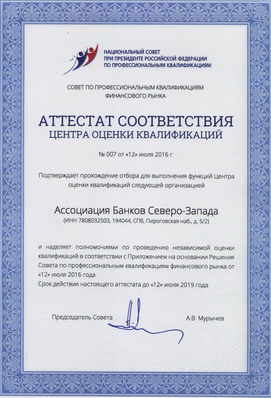 НАЦИОНАЛЬНЫЙ СОВЕТ
ПРИ ПРЕЗИДЕНТЕ РОССИЙСКОЙ ФЕДЕРАЦИИ
ПО ПРОФЕССИОНАЛЬНЫМ КВАЛИФИКАЦИЯМ
СОВЕТ ПО ПРОФЕССИОНАЛЬНЫМ КВАЛИФИКАЦИЯМ
ФИНАНСОВОГО РЫНКА
АТТЕСТАТ СООТВЕТСТВИЯ
ЦЕНТРА ОЦЕНКИ КВАЛИФИКАЦИЙ
№ 007 от «12» июля 2016 г
Подтверждает прохождение отбора для выполнения функций Центра
оценки квалификаций следующей организацией
Ассоциация Банков Северо-Запада
(ИНН 7808032503, 194044, СПб, Пироговская наб., д. 5/2)
и наделяет полномочиями по проведению независимой оценки
квалификаций в соответствии с Приложением на основании Решения
Совета по профессиональным квалификациям финансового рынка от
«12» июля 2016 года
Срок действия настоящего аттестата до «12» июля 2019 года
Председатель Совета А.В. Мурычев